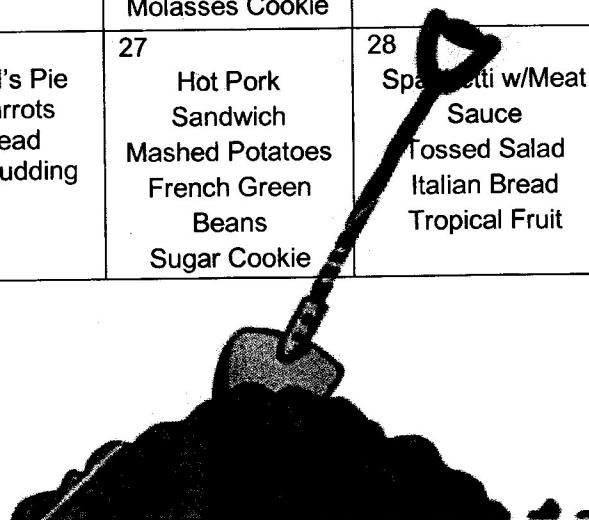 Molasses Cookie
's Pie
27
Hot Pork
Sandwich
Mashed Potatoes
French Green
Beans
Sugar Cookie
28
w/Meat
Sauce
Tossed Salad
Italian Bread
Tropical Fruit